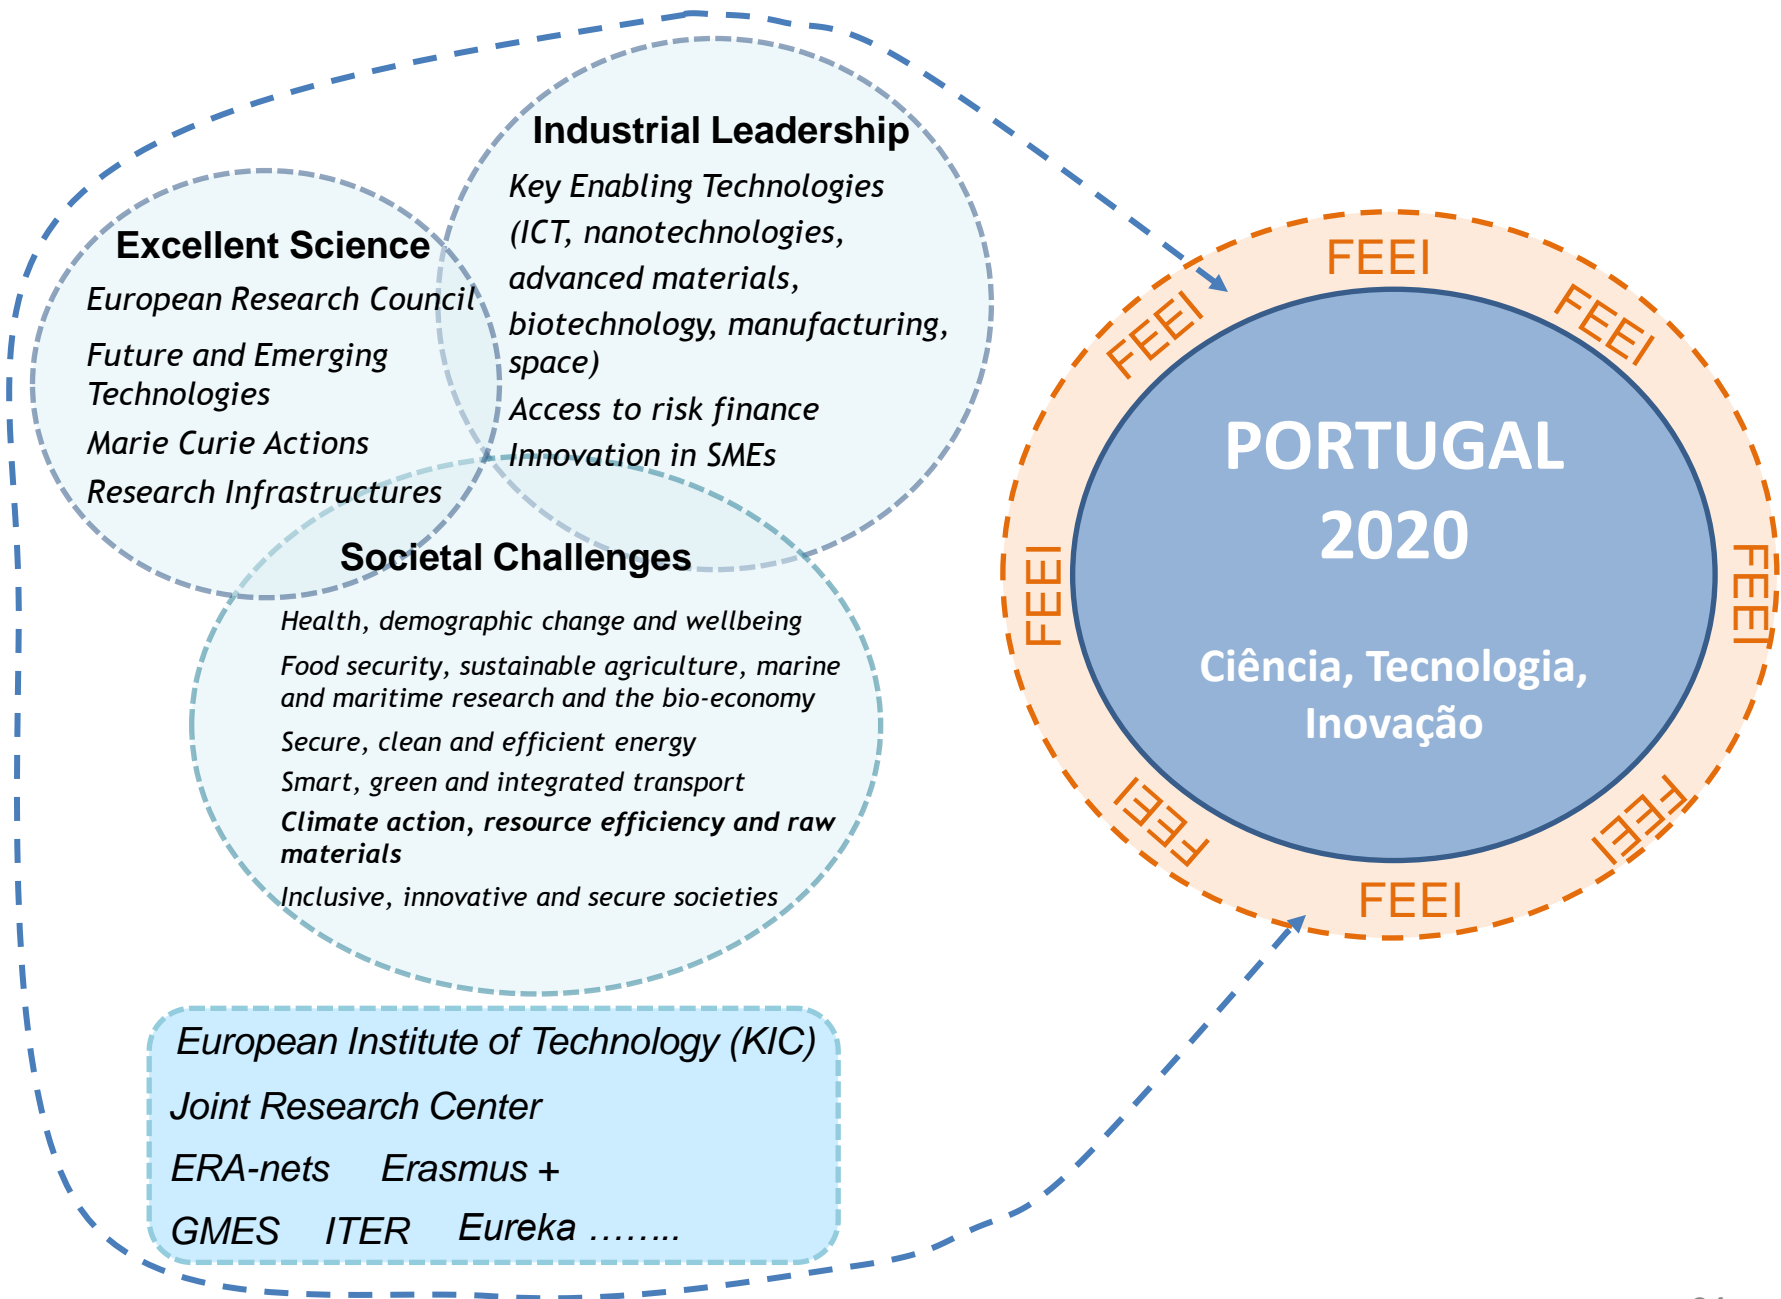 Industrial Leadership
Key Enabling Technologies
(ICT, nanotechnologies,
advanced materials,
biotechnology, manufacturing,
space)
Access to risk finance
Innovation in SMEs
Excellent Science
European Research Council
Future and Emerging
Technologies
Marie Curie Actions
Research Infrastructures
Societal Challenges
Health, demographic change and wellbeing
Food security, sustainable agriculture, marine
and maritime research and the bio-economy
Secure, clean and efficient energy
Smart, green and integrated transport
Climate action, resource efficiency and raw
materials
Inclusive, innovative and secure societies
European Institute of Technology (KIC)
Joint Research Center
ERA-nets Erasmus +
GMES ITER Eureka ……..
FEEI
FEEI
FEEI
FEEI
FEEI
FEEI
FEEI
FEEI
PORTUGAL
2020
Ciência, Tecnologia,
Inovação